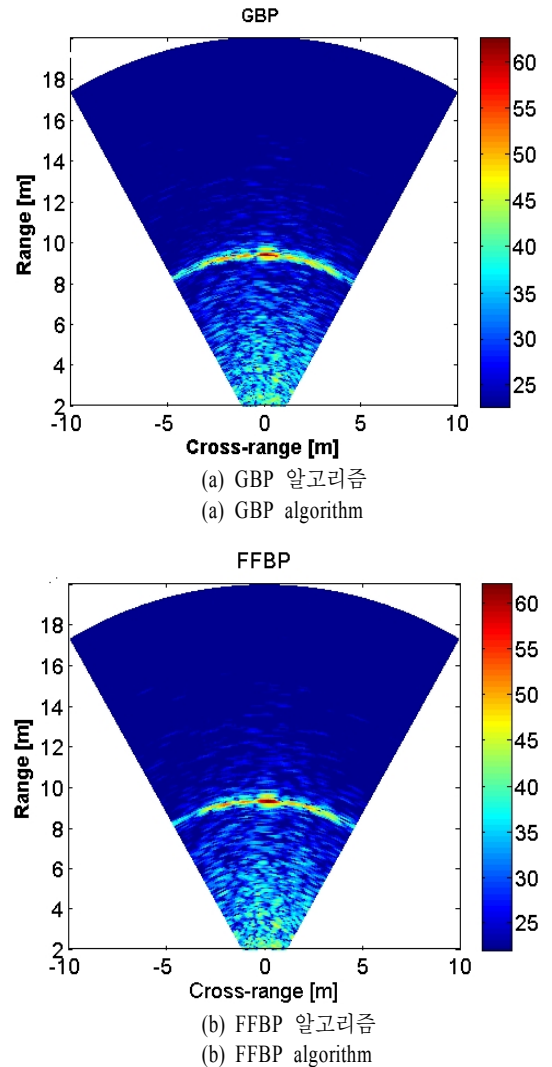 GBP
18
16
14
12
10
8
6
4
2
Range [m]
-10 -5 0 5 10
Cross-range [m]
60
55
50
45
40
35
30
25
(a) GBP 알고리즘
(a) GBP algorithm
FFBP
18
16
14
12
10
8
6
4
2
Range [m]
-10 -5 0 5 10
Cross-range [m]
60
55
50
45
40
35
30
25
(b) FFBP 알고리즘
(b) FFBP algorithm